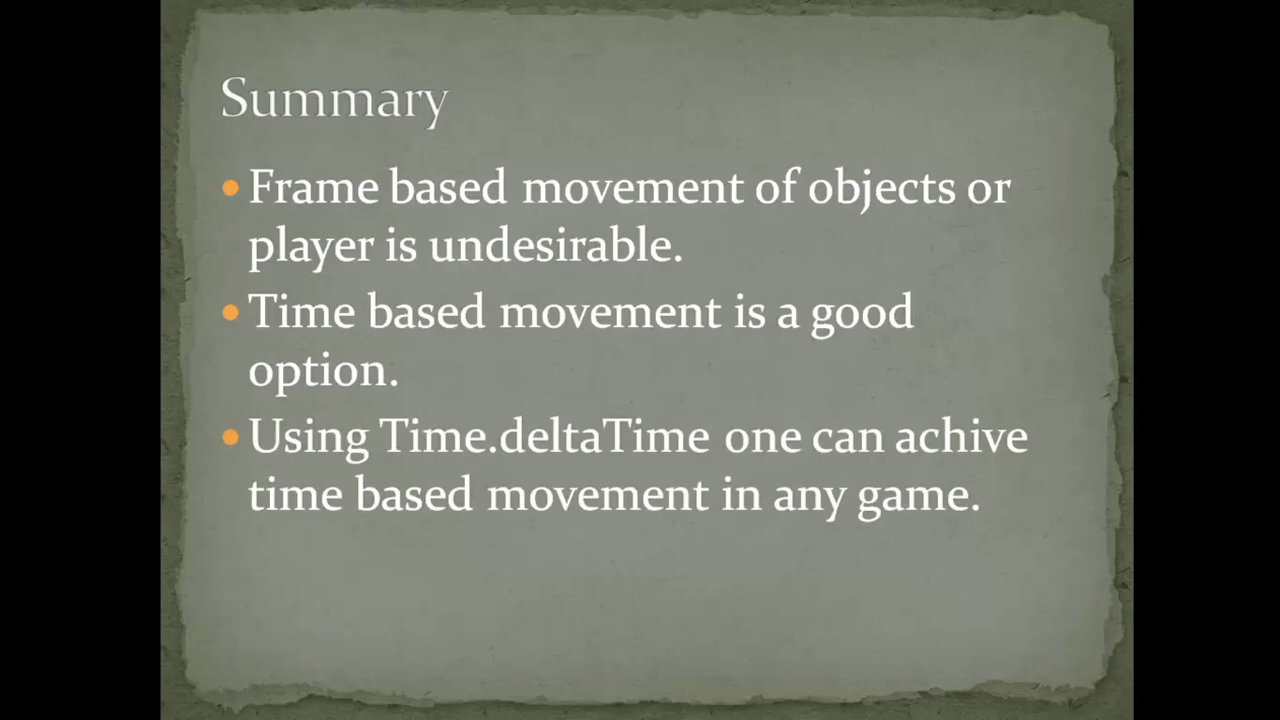 Summary
Frame based movement of objects or
player is undesirable.
Time based movement is a good
option.
Using Time.deltaTime one can achive
time based movement in any game.